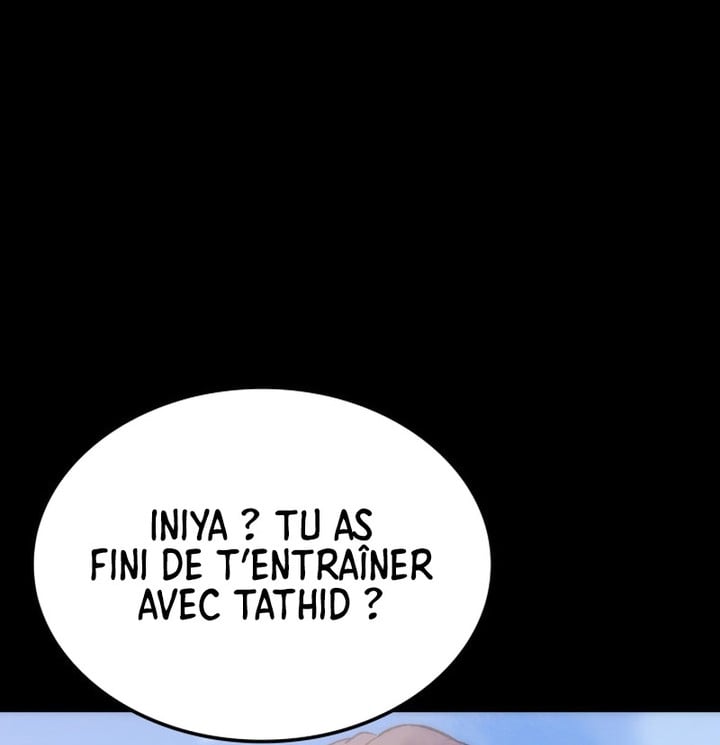 INIYA ? TU AS
FINI DE T'ENTRAÎNER
AVEC TATHID ?